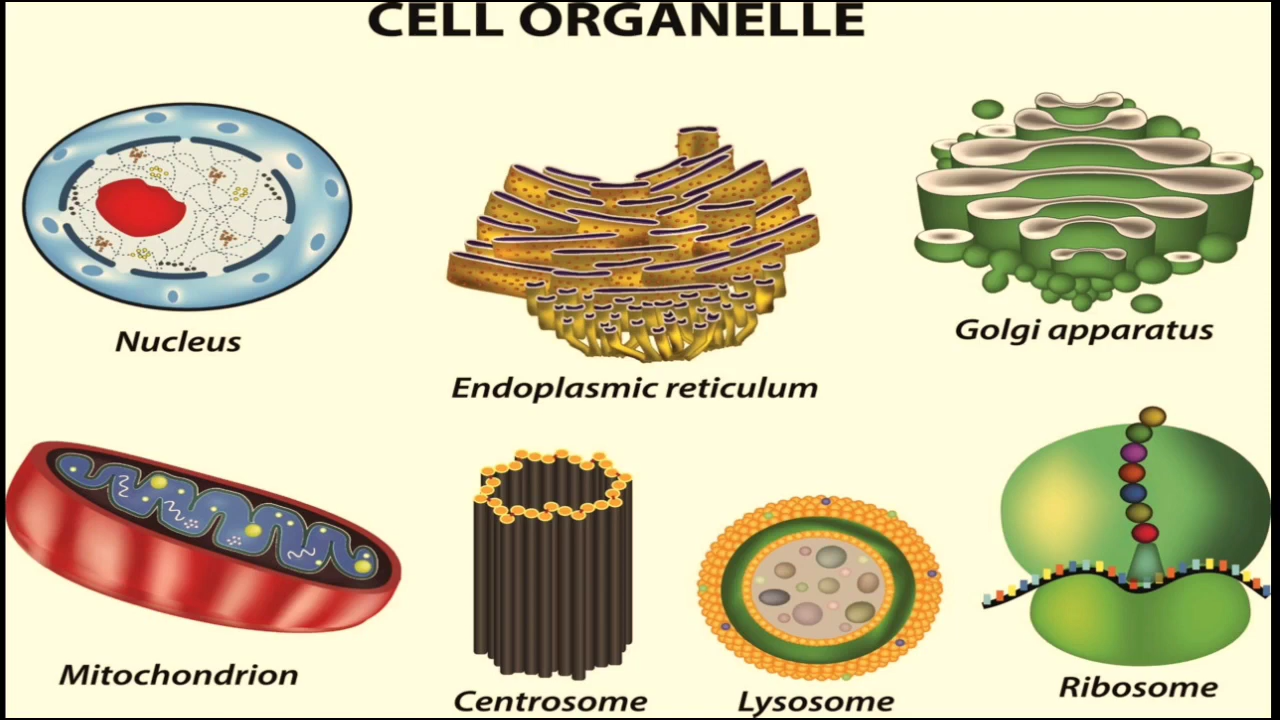 CELL ORGANELLE
Nucleus
Endoplasmic reticulum
Golgi apparatus
Mitochondrion
Centrosome
Lysosome
Ribosome